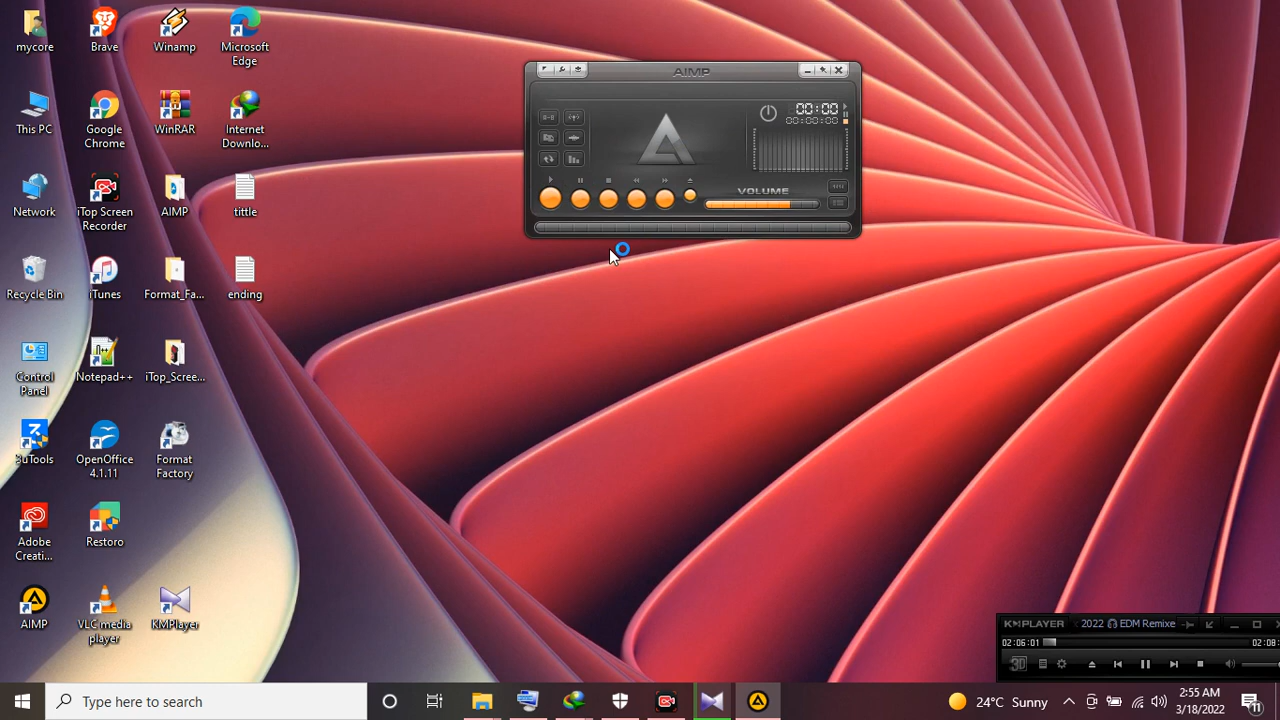 mycore
Brave
Winamp
Microsoft
Edge
This PC
Google
Chrome
WinRAR
Internet
Downlo...
Network
iTop Screen
Recorder
AIMP
tittle
Recycle Bin
iTunes
Format_Fa...
ending
Control
Panel
Notepad++
iTop_Scree...
3uTools
OpenOffice
4.1.11
Format
Factory
Adobe
Creati...
Restoro
AIMP
VLC media
player
KMPlayer
AIMP
00:00
00:00:00
VOLUME
KMPLAYER
2022 🎧 EDM Remixe
02:06:01
02:08:
3D
Type here to search
24°C Sunny
2:55 AM
3/18/2022
11